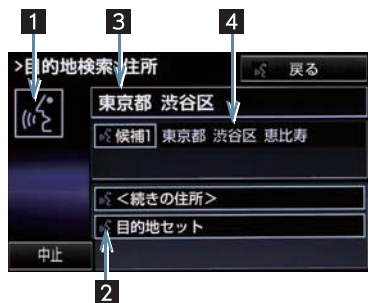 1 3 4
>目的地検索>住所 戻る
東京都 渋谷区
候補1 東京都 渋谷区 恵比寿
<続きの住所>
目的地セット
中止
2